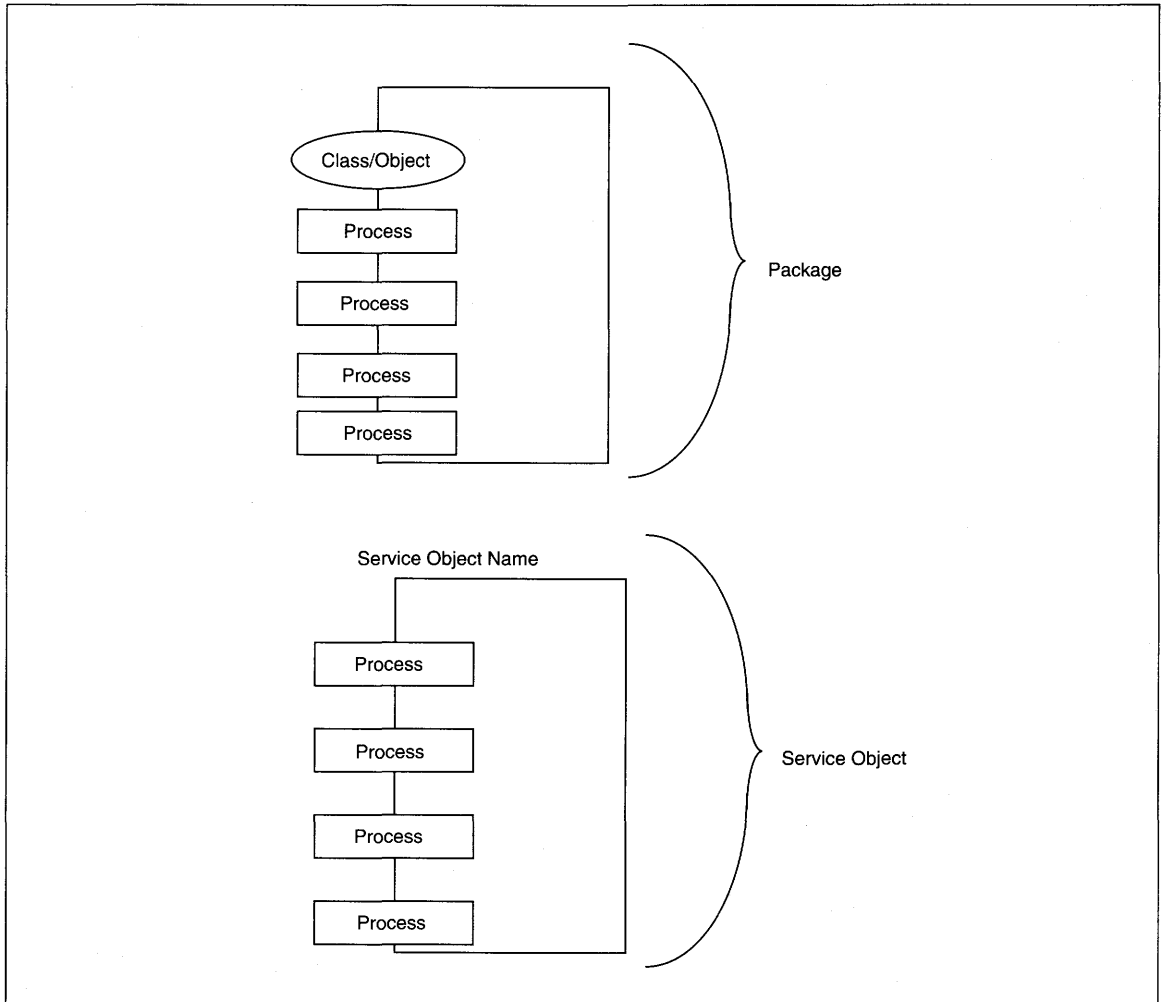 Class/Object
Process
Process
Process
Process
Package
Service Object Name
Process
Process
Process
Process
Service Object